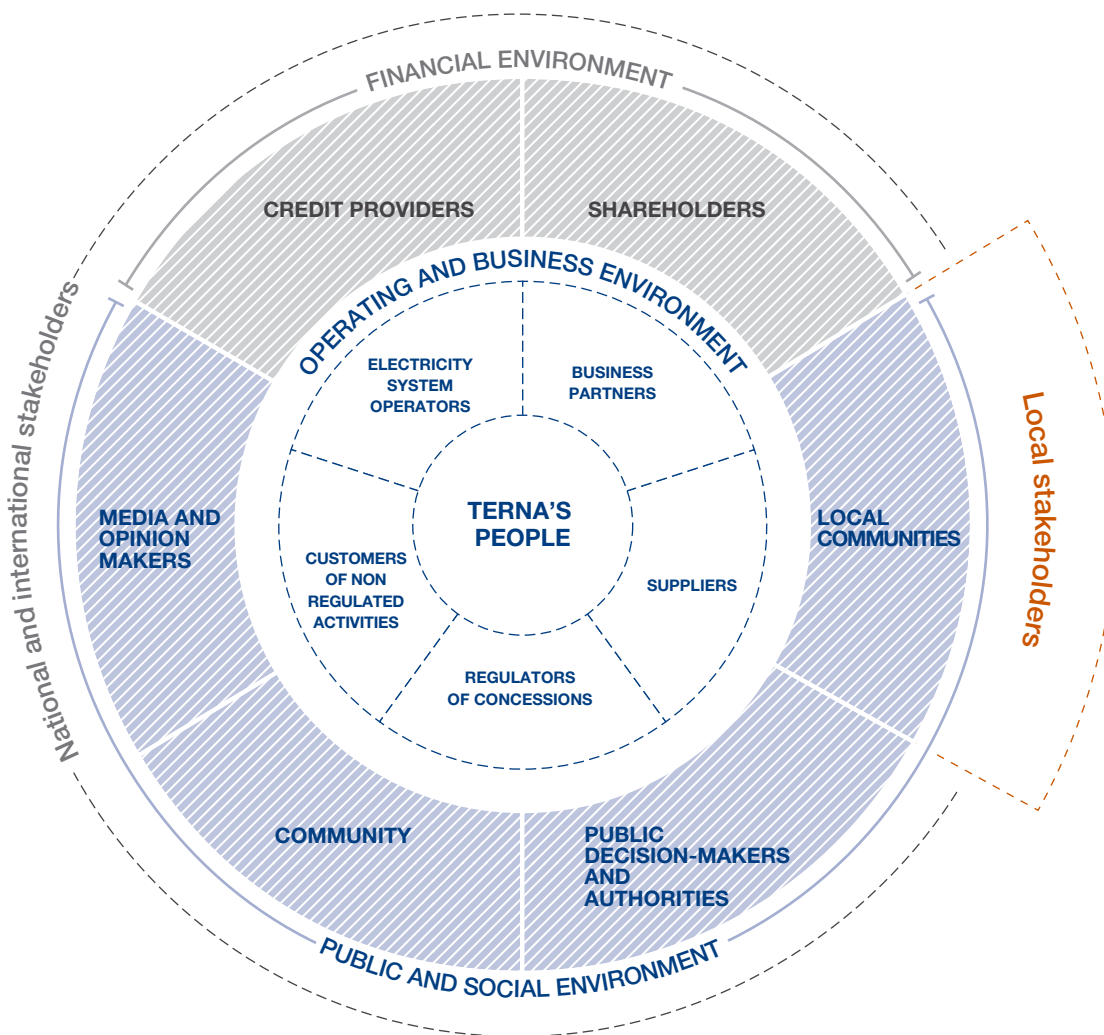 FINANCIAL ENVIRONMENT
CREDIT PROVIDERS
SHAREHOLDERS
OPERATING AND BUSINESS ENVIRONMENT
National and international stakeholders
Local stakeholders
ELECTRICITY
SYSTEM
OPERATORS
BUSINESS
PARTNERS
TERNA'S
PEOPLE
MEDIA AND
OPINION
MAKERS
LOCAL
COMMUNITIES
CUSTOMERS
OF NON
REGULATED
ACTIVITIES
SUPPLIERS
REGULATORS
OF CONCESSIONS
COMMUNITY
PUBLIC
DECISION-MAKERS
AND
AUTHORITIES
PUBLIC AND SOCIAL ENVIRONMENT